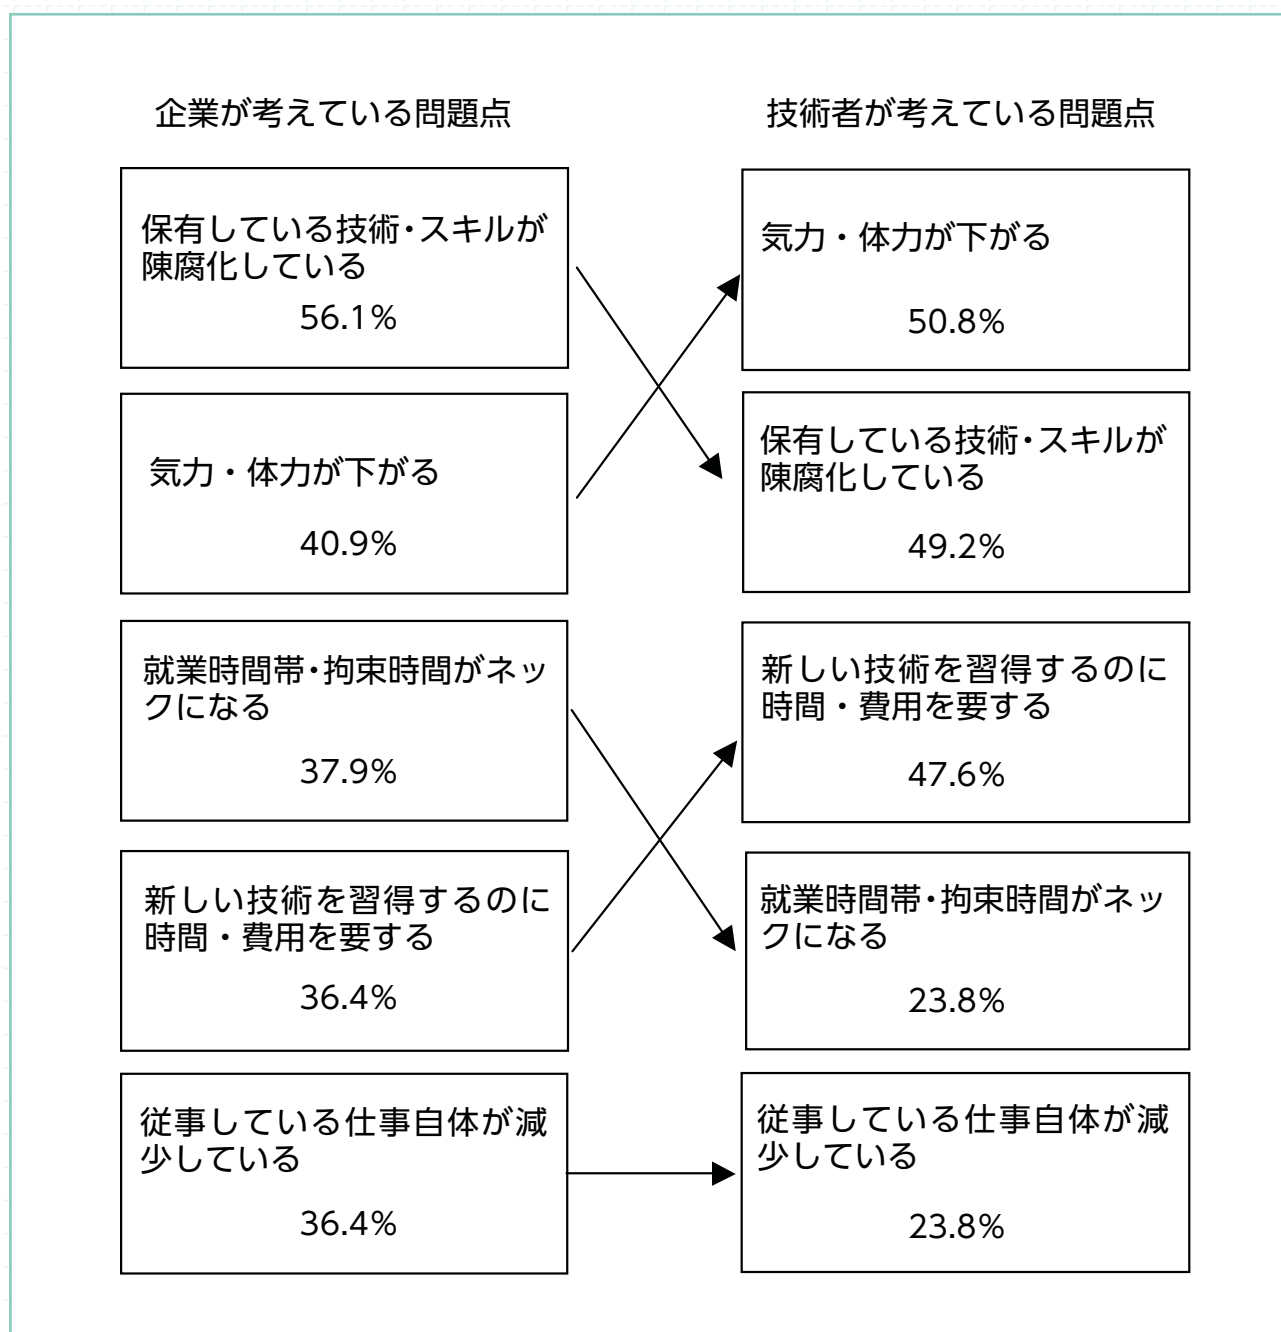 企業が考えている問題点
保有している技術・スキルが
陳腐化している
56.1%
気力・体力が下がる
40.9%
就業時間帯・拘束時間がネッ
クになる
37.9%
新しい技術を習得するのに
時間・費用を要する
36.4%
従事している仕事自体が減
少している
36.4%
技術者が考えている問題点
気力・体力が下がる
50.8%
保有している技術・スキルが
陳腐化している
49.2%
新しい技術を習得するのに
時間・費用を要する
47.6%
就業時間帯・拘束時間がネッ
クになる
23.8%
従事している仕事自体が減
少している
23.8%